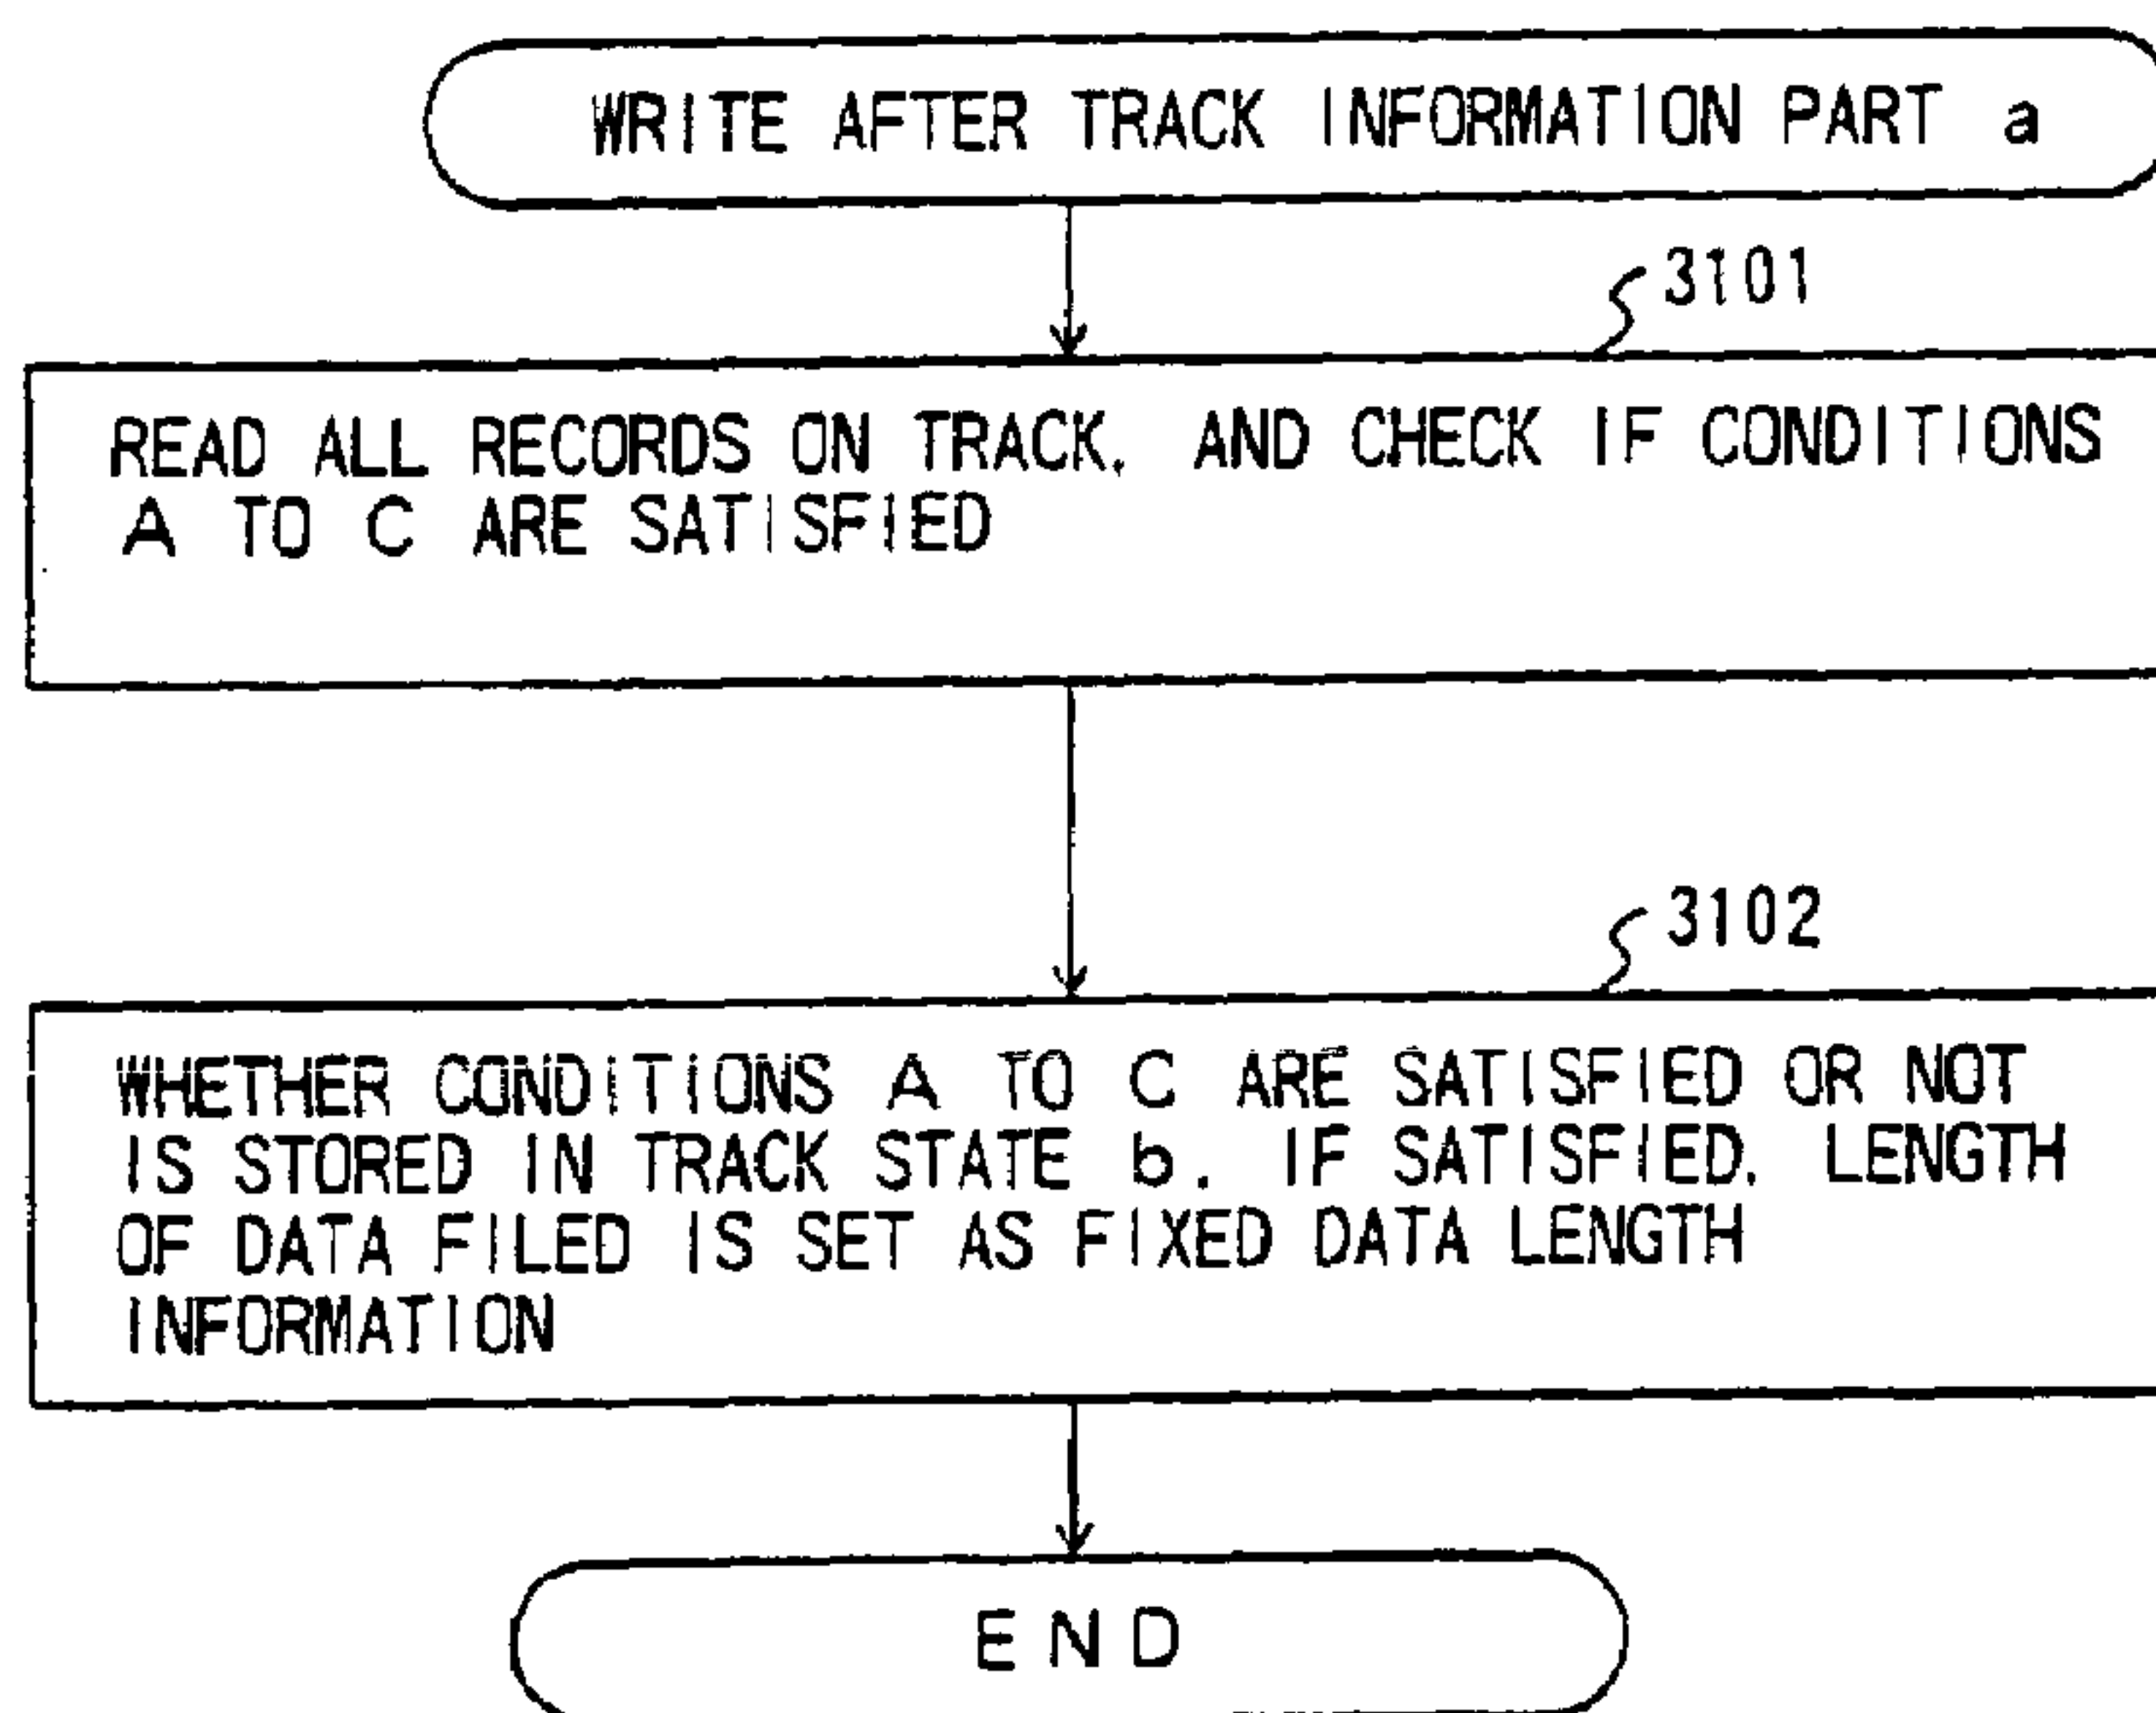 WRITE AFTER TRACK INFORMATION PART a
3101
READ ALL RECORDS ON TRACK, AND CHECK IF CONDITIONS
A TO C ARE SATISFIED
3102
WHETHER CONDITIONS A TO C ARE SATISFIED OR NOT
IS STORED IN TRACK STATE b. IF SATISFIED, LENGTH
OF DATA FILED IS SET AS FIXED DATA LENGTH
INFORMATION
END